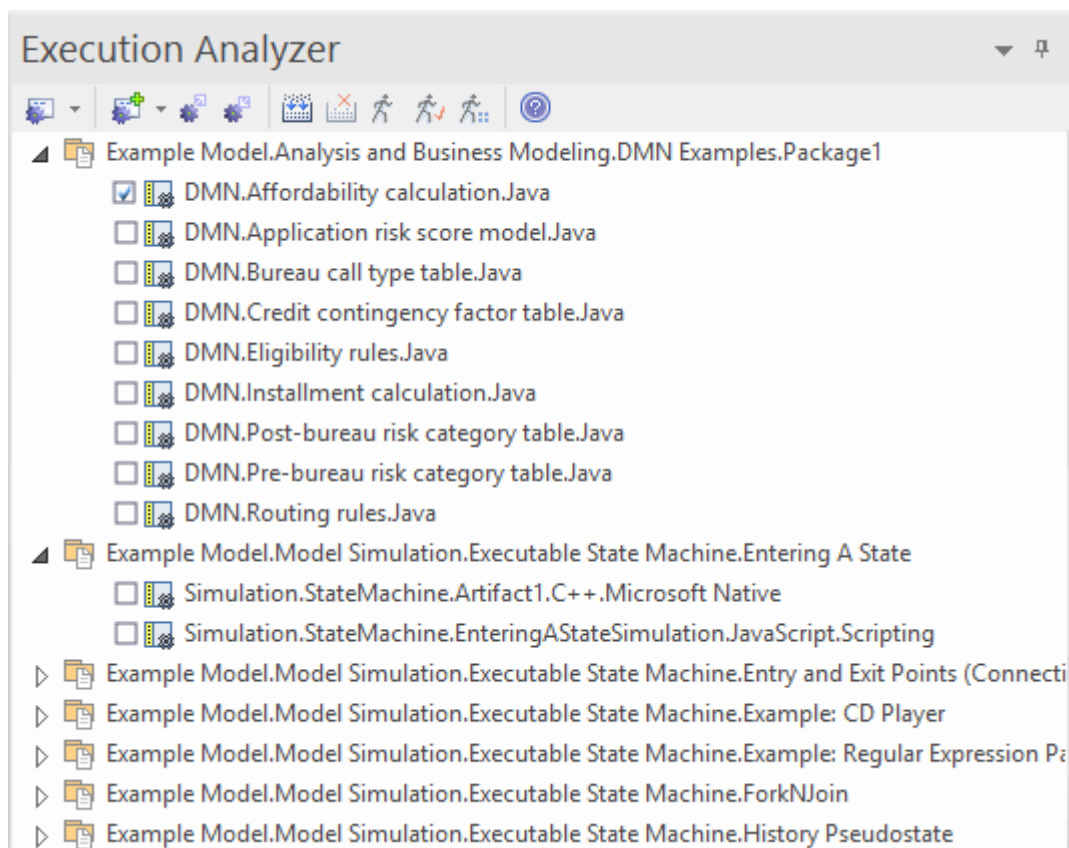 Execution Analyzer
Example Model.Analysis and Business Modeling.DMN Examples.Package1
DMN.Affordability calculation.Java
DMN.Application risk score model.Java
DMN.Bureau call type table.Java
DMN.Credit contingency factor table.Java
DMN.Eligibility rules.Java
DMN.Installment calculation.Java
DMN.Post-bureau risk category table.Java
DMN.Pre-bureau risk category table.Java
DMN.Routing rules.Java
Example Model.Model Simulation.Executable State Machine.Entering A State
Simulation.StateMachine.Artifact1.C++.Microsoft Native
Simulation.StateMachine.EnteringAStateSimulation.JavaScript.Scripting
Example Model.Model Simulation.Executable State Machine.Entry and Exit Points (Connecti
Example Model.Model Simulation.Executable State Machine.Example: CD Player
Example Model.Model Simulation.Executable State Machine.Example: Regular Expression Pa
Example Model.Model Simulation.Executable State Machine.ForkNJoin
Example Model.Model Simulation.Executable State Machine.History Pseudostate